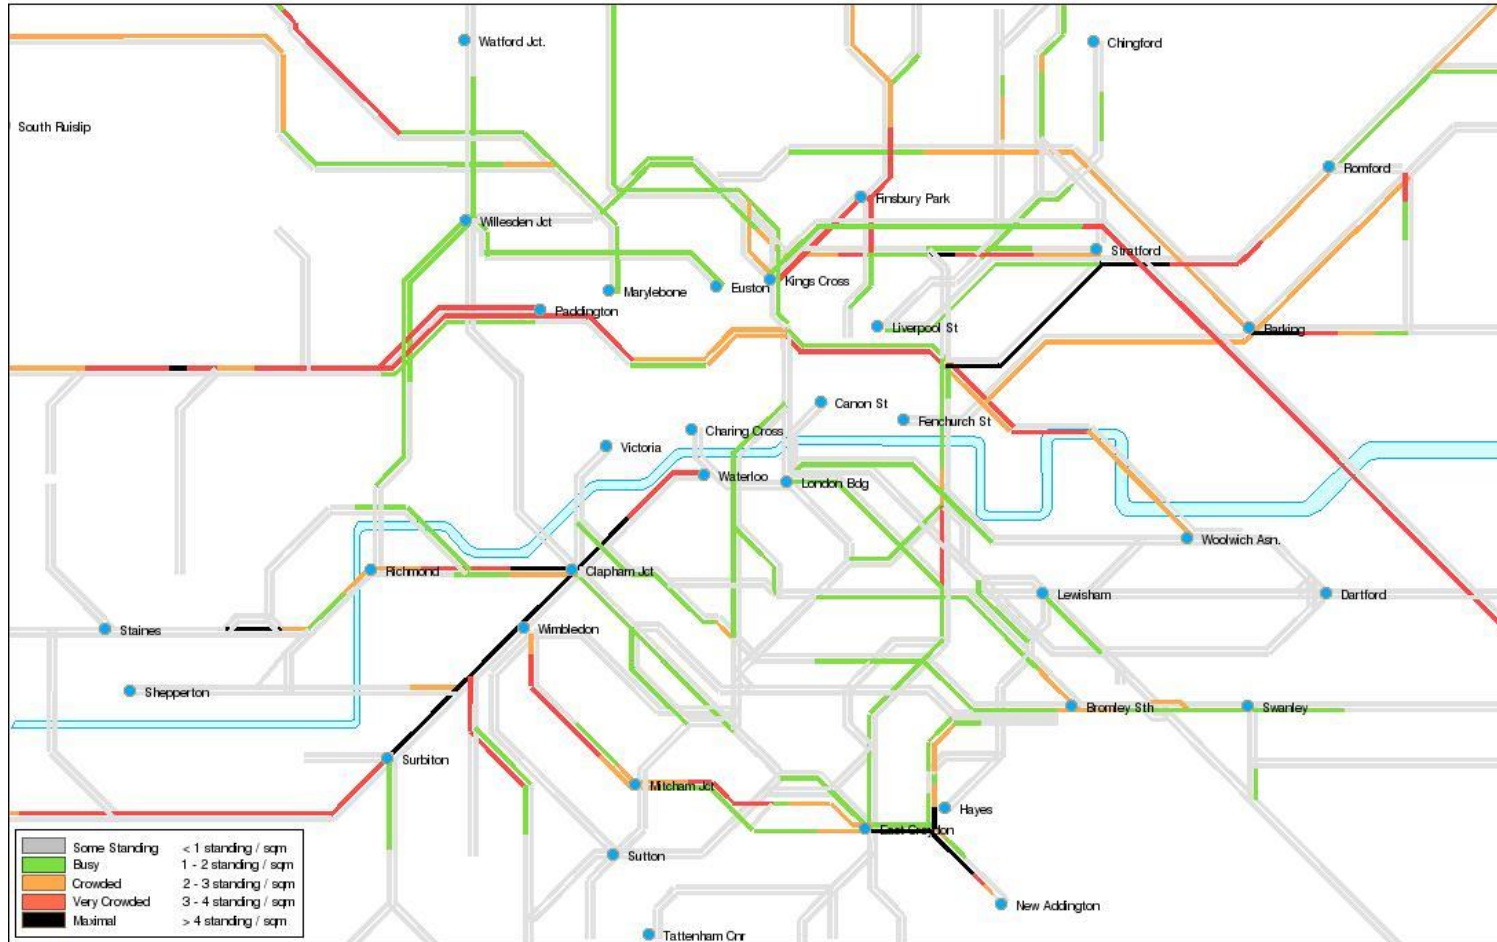 Watford Jct.
Chingford
South Ruislip
Romford
Finsbury Park
Willesden Jct
Stratford
Kings Cross
Euston
Marylebone
Paddington
Liverpool St
Barking
Canon St
Fenchurch St
Charing Cross
Victoria
Waterloo
London Bdg
Woolwich Asn.
Richmond
Clapham Jct
Lewisham
Dartford
Staines
Wimbledon
Shepperton
Bromley Sth
Swanley
Surbiton
Mitcham Jct
Hayes
East Croydon
Sutton
New Addington
Tattenham Cnr
Some Standing < 1 standing / sqm
Busy 1 - 2 standing / sqm
Crowded 2 - 3 standing / sqm
Very Crowded 3 - 4 standing / sqm
Maximal > 4 standing / sqm